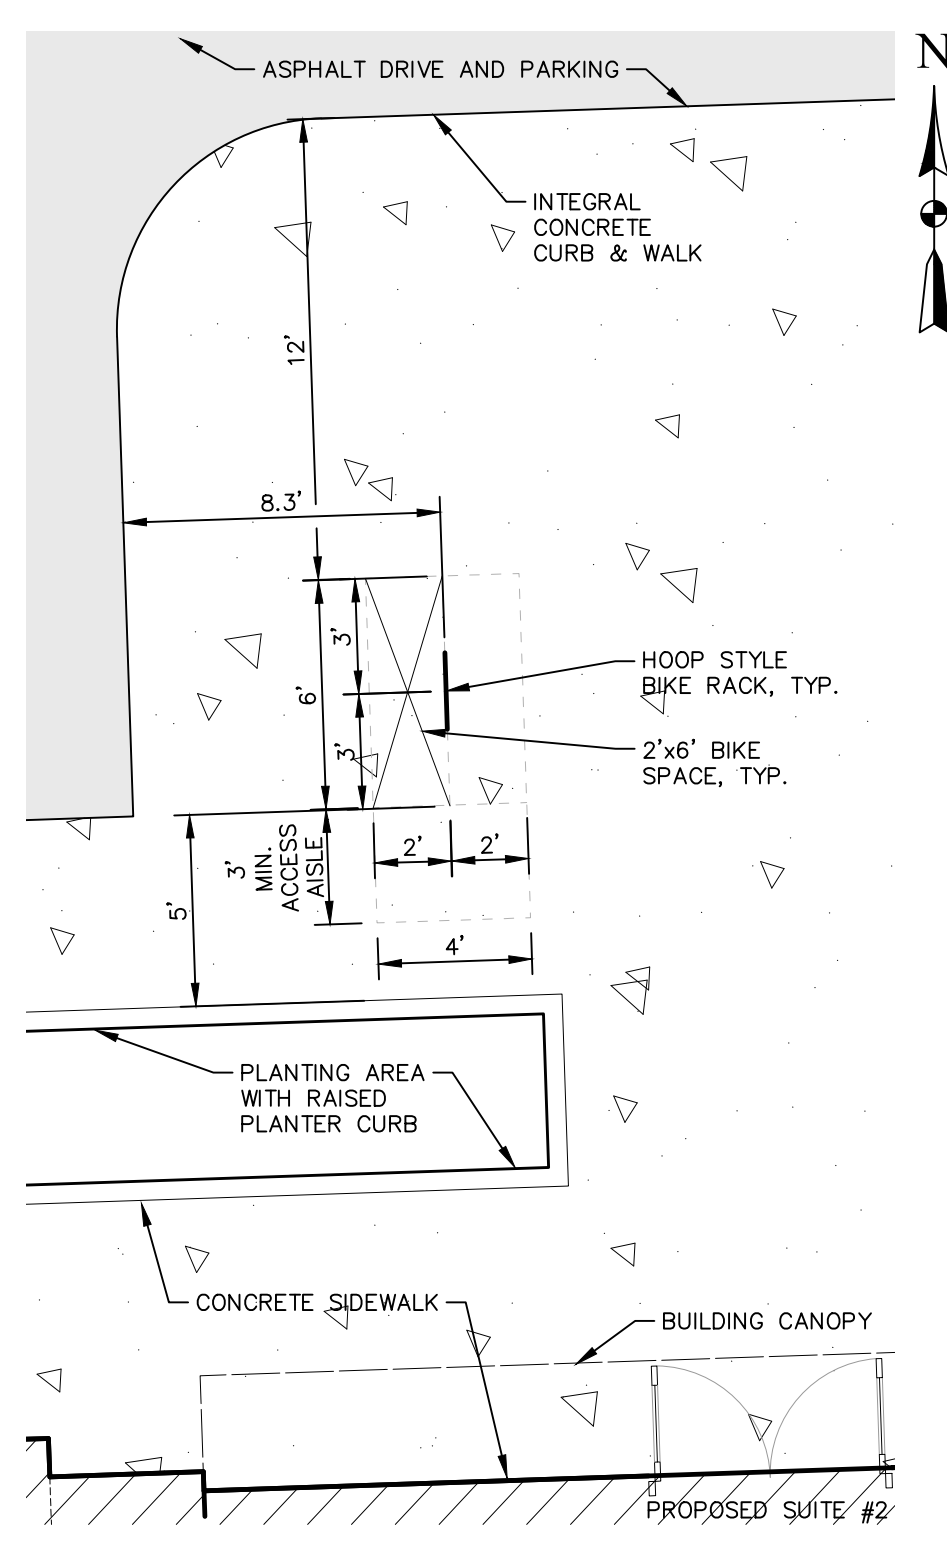 N
ASPHALT DRIVE AND PARKING
INTEGRAL
CONCRETE
CURB & WALK
12'
8.3'
3'
6'
3'
HOOP STYLE
BIKE RACK, TYP.
2'x6' BIKE
SPACE, TYP.
3'
MIN.
ACCESS
AISLE
2'
2'
5'
4'
PLANTING AREA
WITH RAISED
PLANTER CURB
CONCRETE SIDEWALK
BUILDING CANOPY
PROPOSED SUITE #2